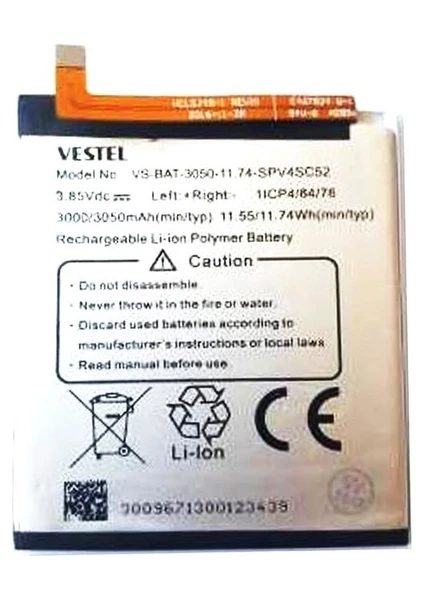 VESTEL
Model No: VS-BAT-3050-11.74-SPV4SC52
3.85Vdc Left:+Right:- 1ICP4/64/76
3000/3050mAh(min/typ) 11.55/11.74Wh(min/typ)
Rechargeable Li-ion Polymer Battery
Caution
· Do not disassemble.
· Never throw it in the fire or water.
· Discard used batteries according to
manufacturer's instructions or local laws
· Read manual before use.
Li-Ion
CE
3009671300123439